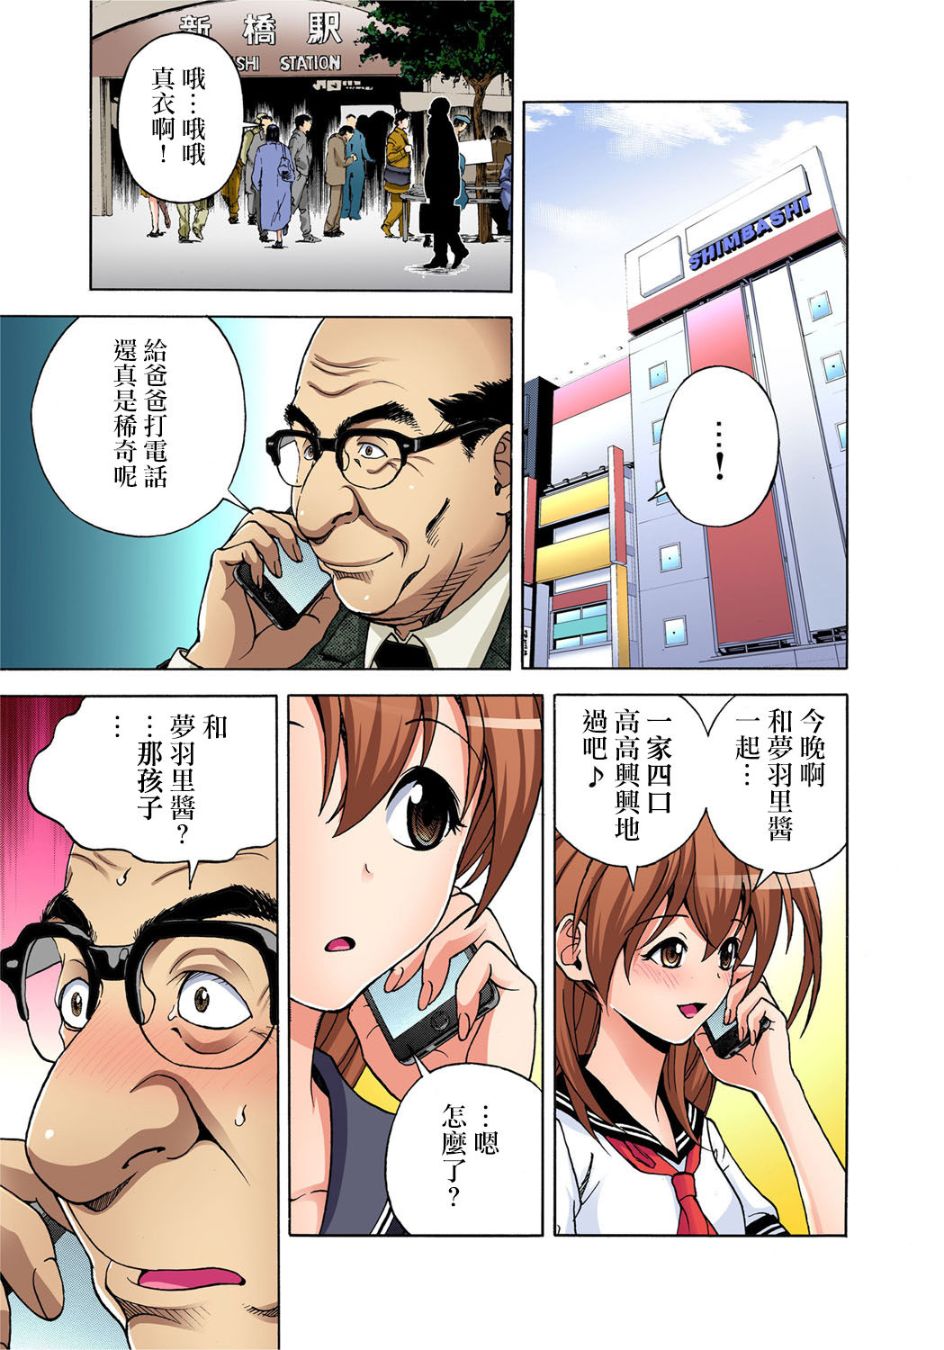 SHIMBASHI
…！
新橋駅
SHI STATION
哦…哦哦
真衣啊！
給爸爸打電話
還真是稀奇呢
今晚啊
和夢羽里醬
一起…
一家四口
高高興興地
過吧♪
…嗯
怎麼了？
和
夢羽里醬？
…那孩子
…